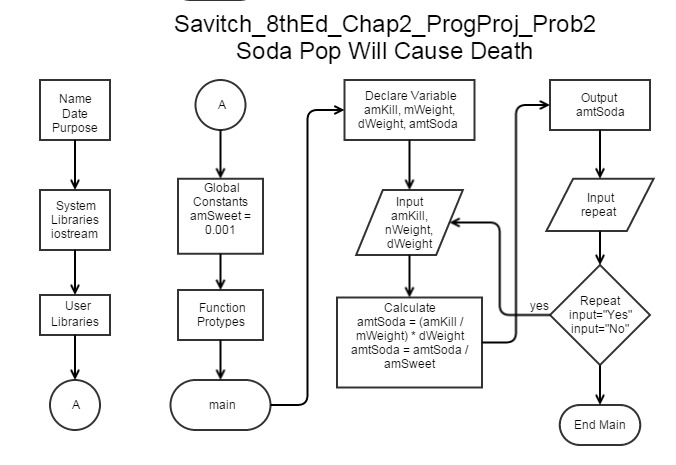 Savitch_8thEd_Chap2_ProgProj_Prob2
Soda Pop Will Cause Death
Name
Date
Purpose
System
Libraries
iostream
User
Libraries
A
A
Global
Constants
amSweet =
0.001
Function
Protypes
main
Declare Variable
amKill, mWeight,
dWeight, amtSoda
Input
amKill,
nWeight,
dWeight
Calculate
amtSoda = (amKill /
mWeight) * dWeight
amtSoda = amtSoda /
amSweet
Output
amtSoda
Input
repeat
yes
Repeat
input="Yes"
input="No"
End Main